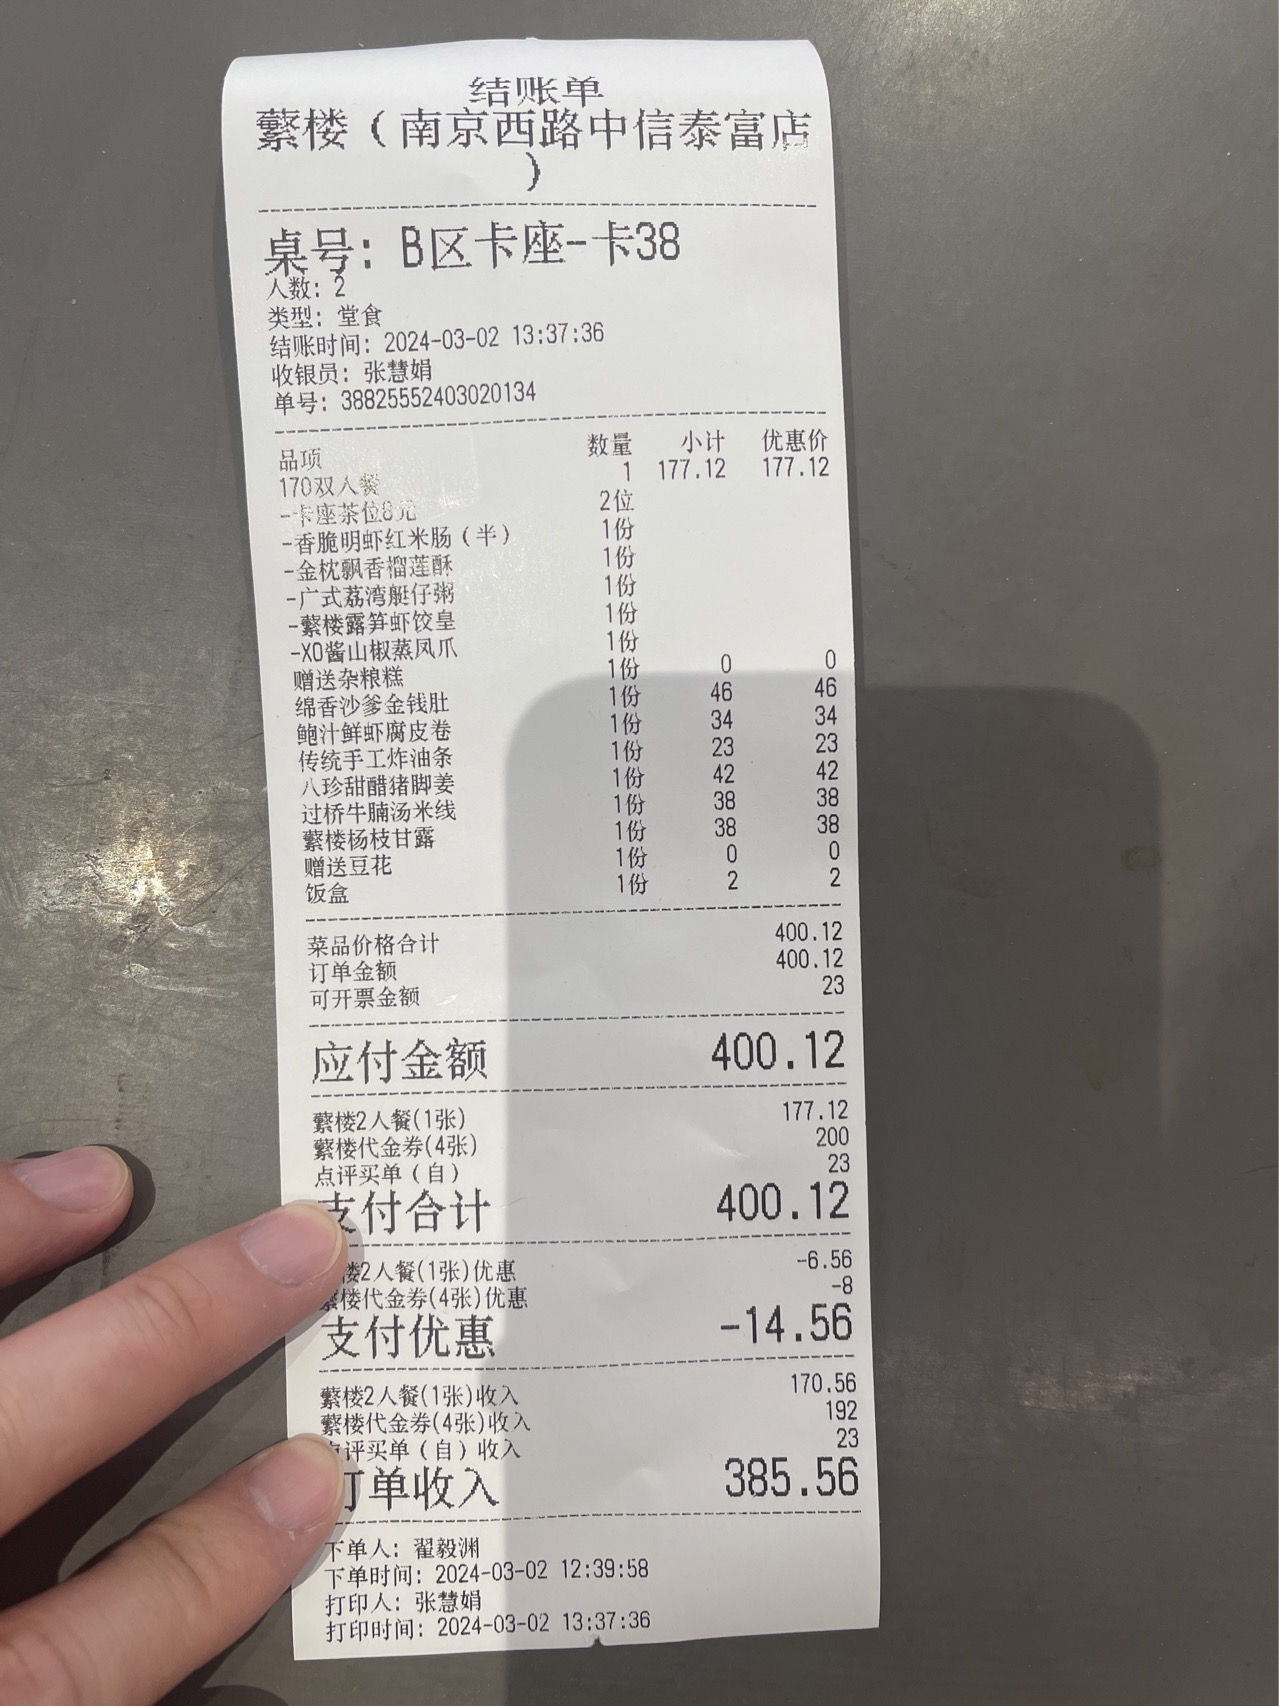 结账单
蘩楼（南京西路中信泰富店
）
桌号：B区卡座-卡38
人数：2
类型：堂食
结账时间：2024-03-02 13:37:36
收银员：张慧娟
单号：38825552403020134
品项 数量 小计 优惠价
170双人餐 1 177.12 177.12
-卡座茶位8元 2位
-香脆明虾红米肠（半） 1份
-金枕飘香榴莲酥 1份
-广式荔湾艇仔粥 1份
-蘩楼露笋虾饺皇 1份
-XO酱山椒蒸凤爪 1份
赠送杂粮糕 1份 0 0
绵香沙爹金钱肚 1份 46 46
鲍汁鲜虾腐皮卷 1份 34 34
传统手工炸油条 1份 23 23
八珍甜醋猪脚姜 1份 42 42
过桥牛腩汤米线 1份 38 38
蘩楼杨枝甘露 1份 38 38
赠送豆花 1份 0 0
饭盒 1份 2 2
菜品价格合计 400.12
订单金额 400.12
可开票金额 23
应付金额 400.12
蘩楼2人餐(1张) 177.12
蘩楼代金券(4张) 200
点评买单（自） 23
支付合计 400.12
楼2人餐(1张)优惠 -6.56
蘩楼代金券(4张)优惠 -8
支付优惠 -14.56
蘩楼2人餐(1张)收入 170.56
蘩楼代金券(4张)收入 192
点评买单（自）收入 23
订单收入 385.56
下单人：翟毅渊
下单时间：2024-03-02 12:39:58
打印人：张慧娟
打印时间：2024-03-02 13:37:36